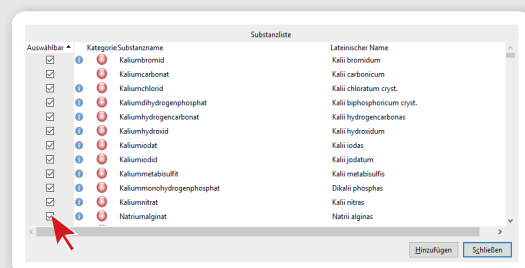 Substanzliste
Auswählbar Kategorie Substanzname Lateinischer Name
Kaliumbromid Kalii bromidum
Kaliumcarbonat Kalii carbonicum
Kaliumchlorid Kalii chloratum cryst.
Kaliumdihydrogenphosphat Kalii biphosphoricum cryst.
Kaliumhydrogencarbonat Kalii hydrogencarbonas
Kaliumhydroxid Kalii hydroxidum
Kaliumiodat Kalii iodas
Kaliumiodid Kalii jodatum
Kaliummetabisulfit Kalii metabisulfis
Kaliummonohydrogenphosphat Dikalii phosphas
Kaliumnitrat Kalii nitras
Natriumalginat Natrii alginas
Hinzufügen Schließen